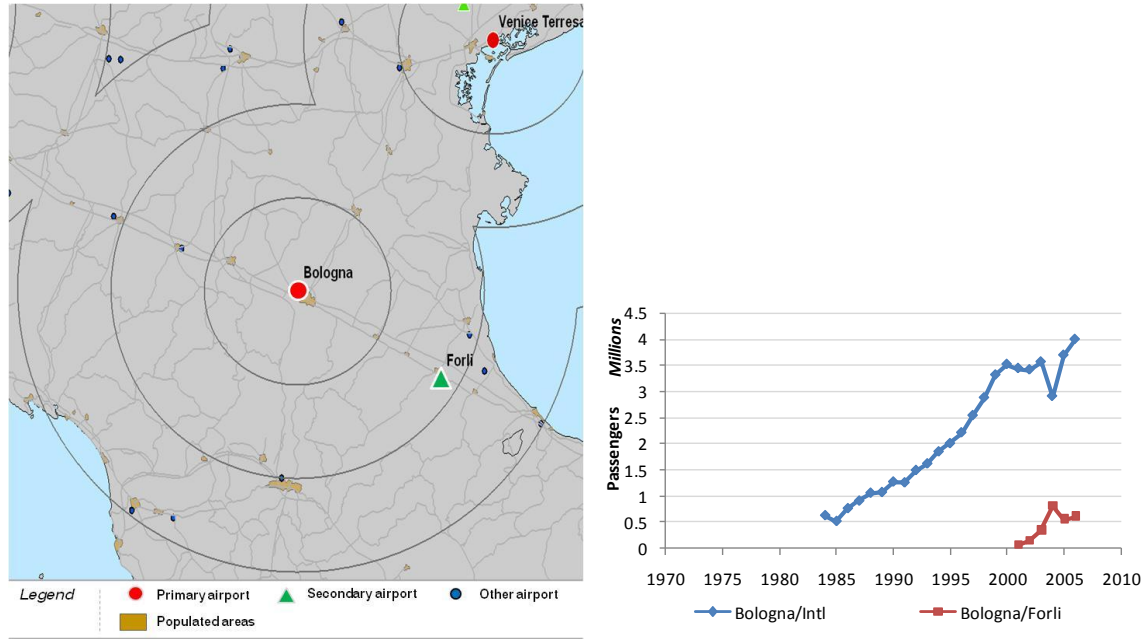 Venice Terresa
Bologna
Forli
Legend
Primary airport
Secondary airport
Other airport
Populated areas
Passengers
Millions
4.5
4
3.5
3
2.5
2
1.5
1
0.5
0
1970 1975 1980 1985 1990 1995 2000 2005 2010
Bologna/Intl
Bologna/Forli